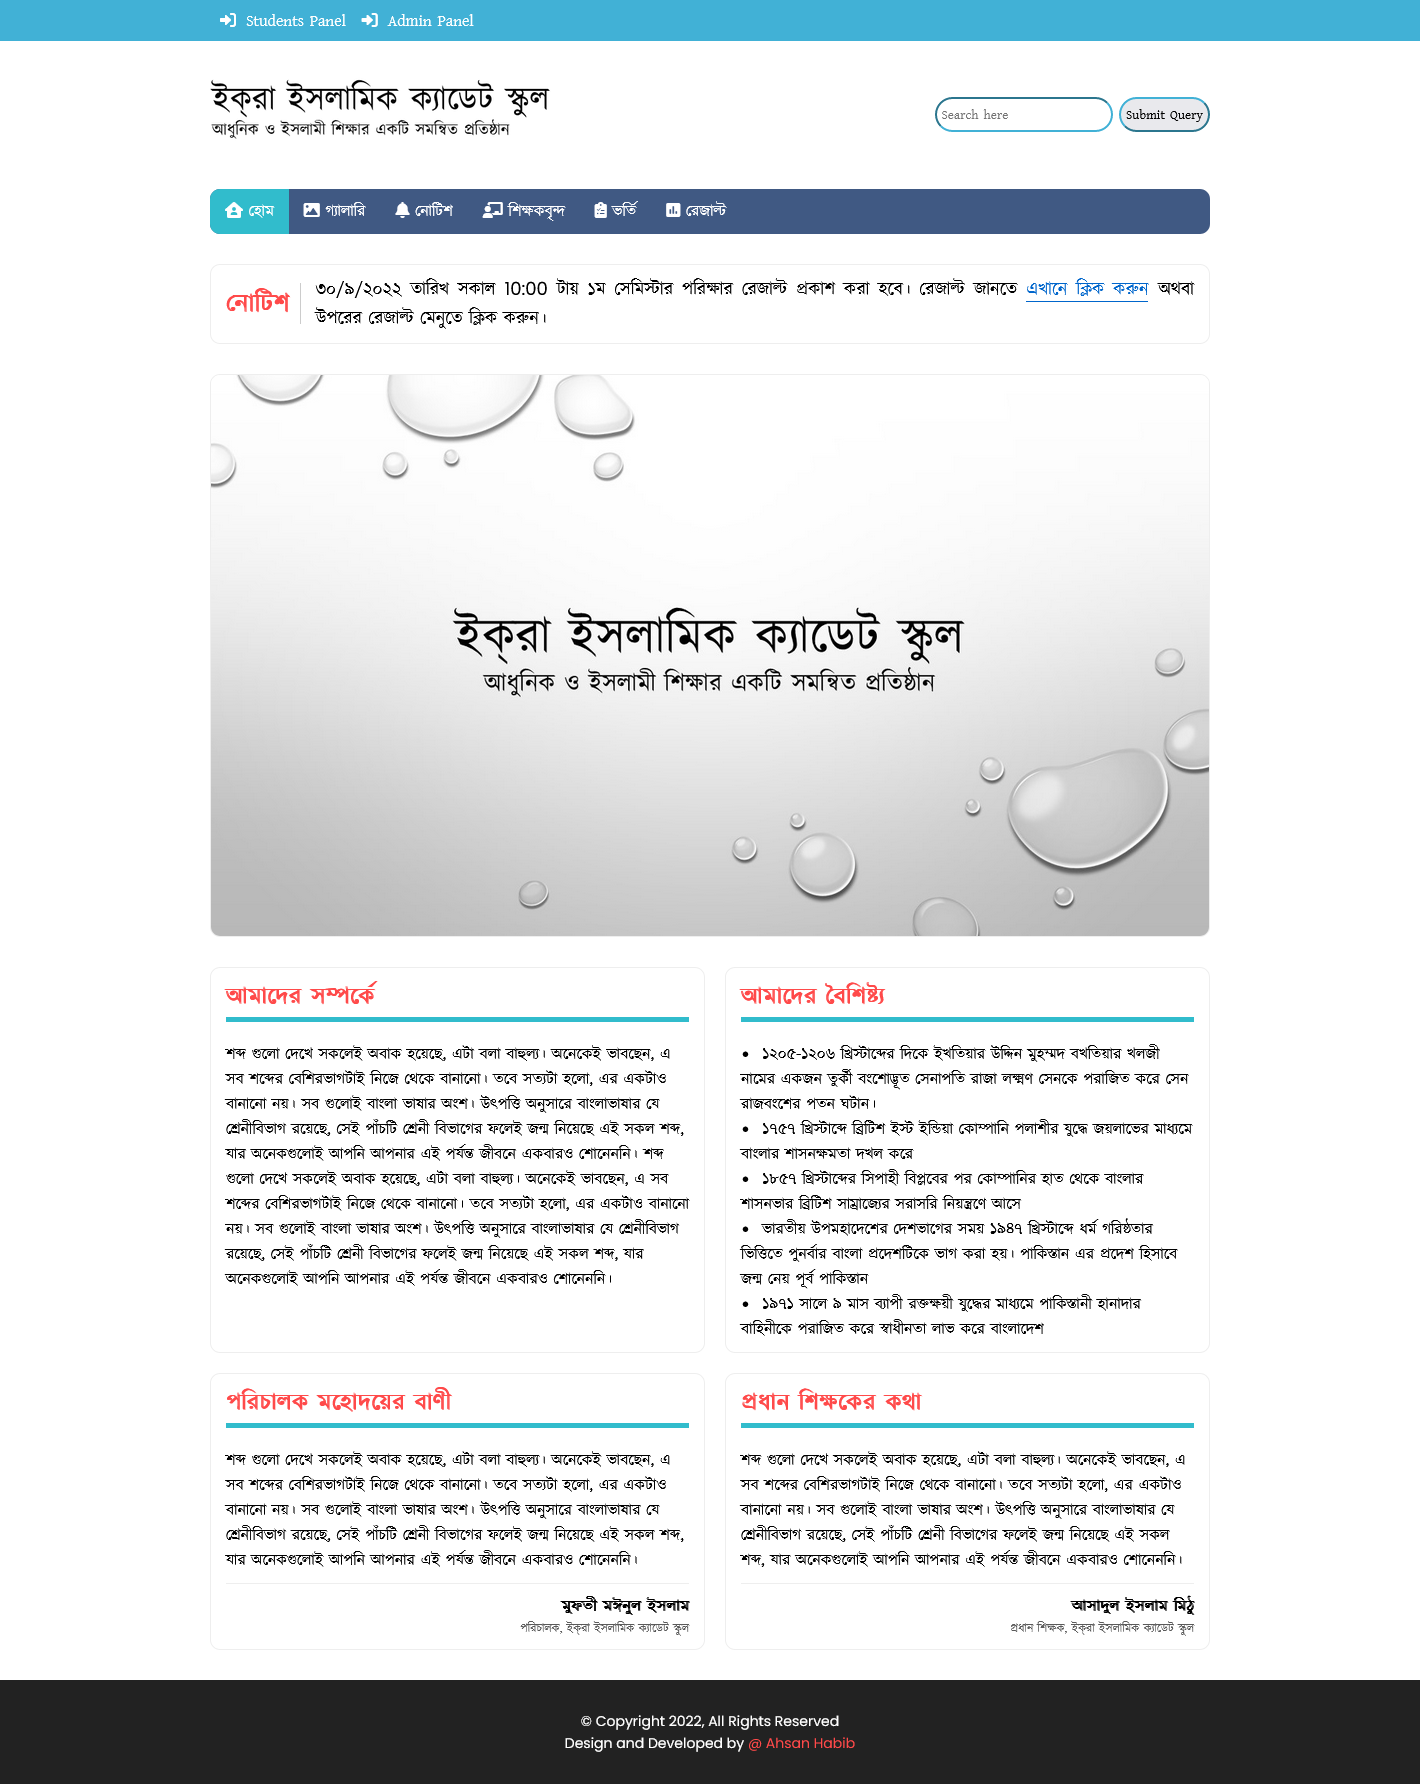 Students Panel Admin Panel
ইক্‌রা ইসলামিক ক্যাডেট স্কুল
আধুনিক ও ইসলামী শিক্ষার একটি সমন্বিত প্রতিষ্ঠান
Search here Submit Query
হোম গ্যালারি নোটিশ শিক্ষকবৃন্দ ভর্তি রেজাল্ট
নোটিশ
৩০/৯/২০২২ তারিখ সকাল 10:00 টায় ১ম সেমিস্টার পরিক্ষার রেজাল্ট প্রকাশ করা হবে। রেজাল্ট জানতে এখানে ক্লিক করুন অথবা
উপরের রেজাল্ট মেনুতে ক্লিক করুন।
ইক্‌রা ইসলামিক ক্যাডেট স্কুল
আধুনিক ও ইসলামী শিক্ষার একটি সমন্বিত প্রতিষ্ঠান
আমাদের সম্পর্কে
শব্দ গুলো দেখে সকলেই অবাক হয়েছে, এটা বলা বাহুল্য। অনেকেই ভাবছেন, এ
সব শব্দের বেশিরভাগটাই নিজে থেকে বানানো। তবে সত্যটা হলো, এর একটাও
বানানো নয়। সব গুলোই বাংলা ভাষার অংশ। উৎপত্তি অনুসারে বাংলাভাষার যে
শ্রেনীবিভাগ রয়েছে, সেই পাঁচটি শ্রেনী বিভাগের ফলেই জন্ম নিয়েছে এই সকল শব্দ,
যার অনেকগুলোই আপনি আপনার এই পর্যন্ত জীবনে একবারও শোনেননি। শব্দ
গুলো দেখে সকলেই অবাক হয়েছে, এটা বলা বাহুল্য। অনেকেই ভাবছেন, এ সব
শব্দের বেশিরভাগটাই নিজে থেকে বানানো। তবে সত্যটা হলো, এর একটাও বানানো
নয়। সব গুলোই বাংলা ভাষার অংশ। উৎপত্তি অনুসারে বাংলাভাষার যে শ্রেনীবিভাগ
রয়েছে, সেই পাঁচটি শ্রেনী বিভাগের ফলেই জন্ম নিয়েছে এই সকল শব্দ, যার
অনেকগুলোই আপনি আপনার এই পর্যন্ত জীবনে একবারও শোনেননি।
আমাদের বৈশিষ্ট্য
• ১২০৫-১২০৬ খ্রিস্টাব্দের দিকে ইখতিয়ার উদ্দিন মুহম্মদ বখতিয়ার খলজী
নামের একজন তুর্কী বংশোদ্ভূত সেনাপতি রাজা লক্ষ্মণ সেনকে পরাজিত করে সেন
রাজবংশের পতন ঘটান।
• ১৭৫৭ খ্রিস্টাব্দে ব্রিটিশ ইস্ট ইন্ডিয়া কোম্পানি পলাশীর যুদ্ধে জয়লাভের মাধ্যমে
বাংলার শাসনক্ষমতা দখল করে
• ১৮৫৭ খ্রিস্টাব্দের সিপাহী বিপ্লবের পর কোম্পানির হাত থেকে বাংলার
শাসনভার ব্রিটিশ সাম্রাজ্যের সরাসরি নিয়ন্ত্রণে আসে
• ভারতীয় উপমহাদেশের দেশভাগের সময় ১৯৪৭ খ্রিস্টাব্দে ধর্ম গরিষ্ঠতার
ভিত্তিতে পুনর্বার বাংলা প্রদেশটিকে ভাগ করা হয়। পাকিস্তান এর প্রদেশ হিসাবে
জন্ম নেয় পূর্ব পাকিস্তান
• ১৯৭১ সালে ৯ মাস ব্যাপী রক্তক্ষয়ী যুদ্ধের মাধ্যমে পাকিস্তানী হানাদার
বাহিনীকে পরাজিত করে স্বাধীনতা লাভ করে বাংলাদেশ
পরিচালক মহোদয়ের বাণী
শব্দ গুলো দেখে সকলেই অবাক হয়েছে, এটা বলা বাহুল্য। অনেকেই ভাবছেন, এ
সব শব্দের বেশিরভাগটাই নিজে থেকে বানানো। তবে সত্যটা হলো, এর একটাও
বানানো নয়। সব গুলোই বাংলা ভাষার অংশ। উৎপত্তি অনুসারে বাংলাভাষার যে
শ্রেনীবিভাগ রয়েছে, সেই পাঁচটি শ্রেনী বিভাগের ফলেই জন্ম নিয়েছে এই সকল শব্দ,
যার অনেকগুলোই আপনি আপনার এই পর্যন্ত জীবনে একবারও শোনেননি।
মুফতী মঈনুল ইসলাম
পরিচালক, ইক্‌রা ইসলামিক ক্যাডেট স্কুল
প্রধান শিক্ষকের কথা
শব্দ গুলো দেখে সকলেই অবাক হয়েছে, এটা বলা বাহুল্য। অনেকেই ভাবছেন, এ
সব শব্দের বেশিরভাগটাই নিজে থেকে বানানো। তবে সত্যটা হলো, এর একটাও
বানানো নয়। সব গুলোই বাংলা ভাষার অংশ। উৎপত্তি অনুসারে বাংলাভাষার যে
শ্রেনীবিভাগ রয়েছে, সেই পাঁচটি শ্রেনী বিভাগের ফলেই জন্ম নিয়েছে এই সকল
শব্দ, যার অনেকগুলোই আপনি আপনার এই পর্যন্ত জীবনে একবারও শোনেননি।
আসাদুল ইসলাম মিঠু
প্রধান শিক্ষক, ইক্‌রা ইসলামিক ক্যাডেট স্কুল
© Copyright 2022, All Rights Reserved
Design and Developed by @ Ahsan Habib